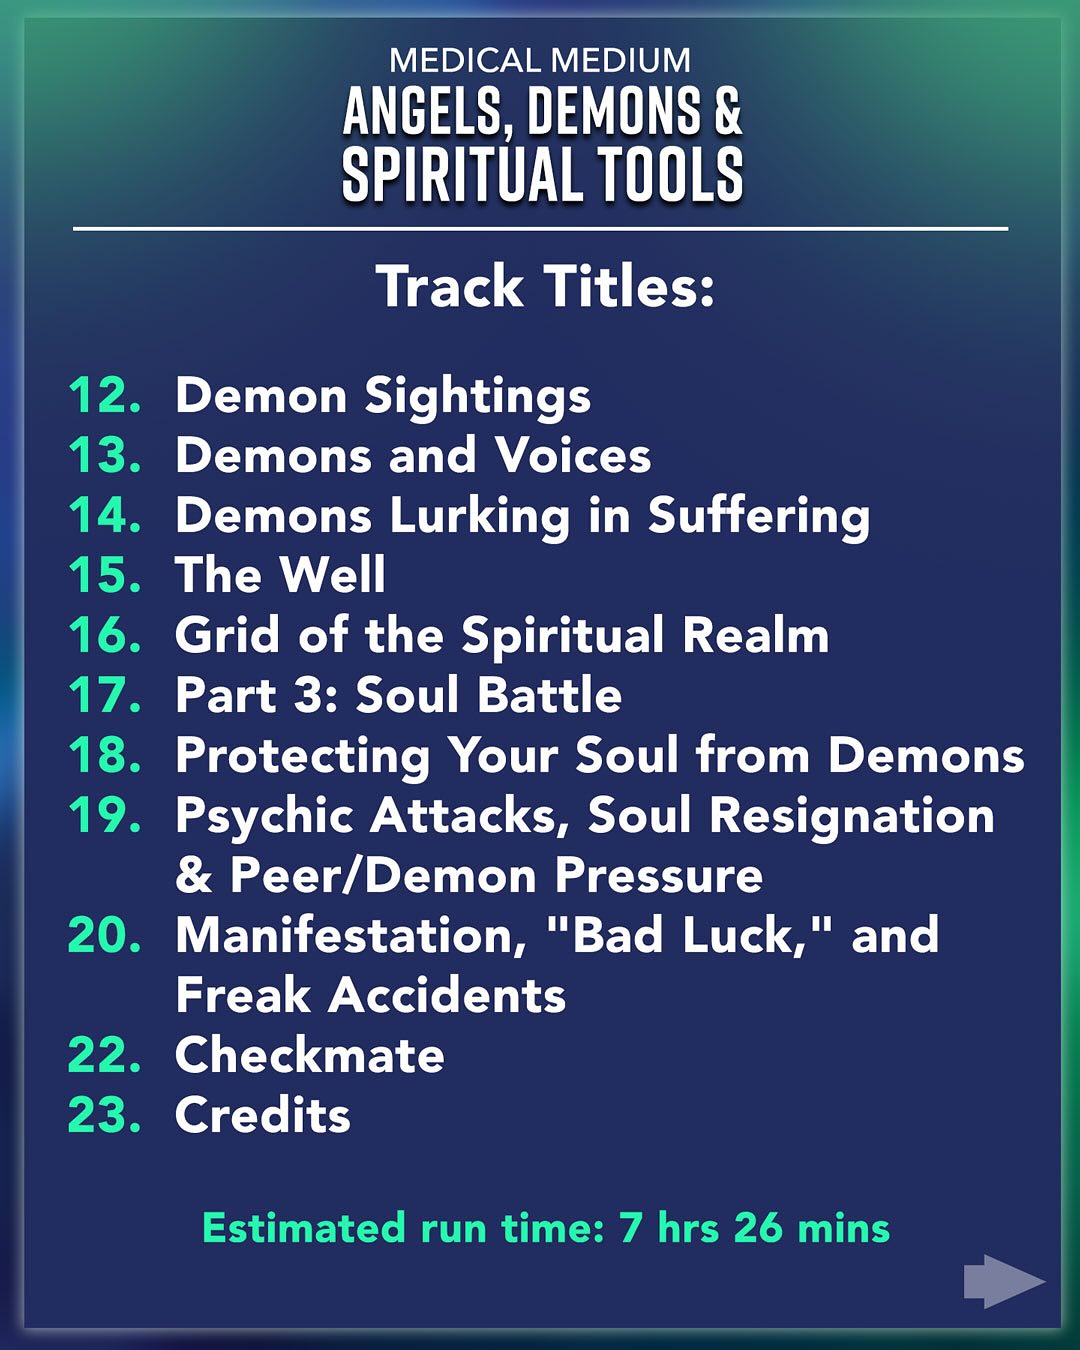 MEDICAL MEDIUM
ANGELS, DEMONS &
SPIRITUAL TOOLS
Track Titles:
12. Demon Sightings
13. Demons and Voices
14. Demons Lurking in Suffering
15. The Well
16. Grid of the Spiritual Realm
17. Part 3: Soul Battle
18. Protecting Your Soul from Demons
19. Psychic Attacks, Soul Resignation
& Peer/Demon Pressure
20. Manifestation, "Bad Luck," and
Freak Accidents
22. Checkmate
23. Credits
Estimated run time: 7 hrs 26 mins